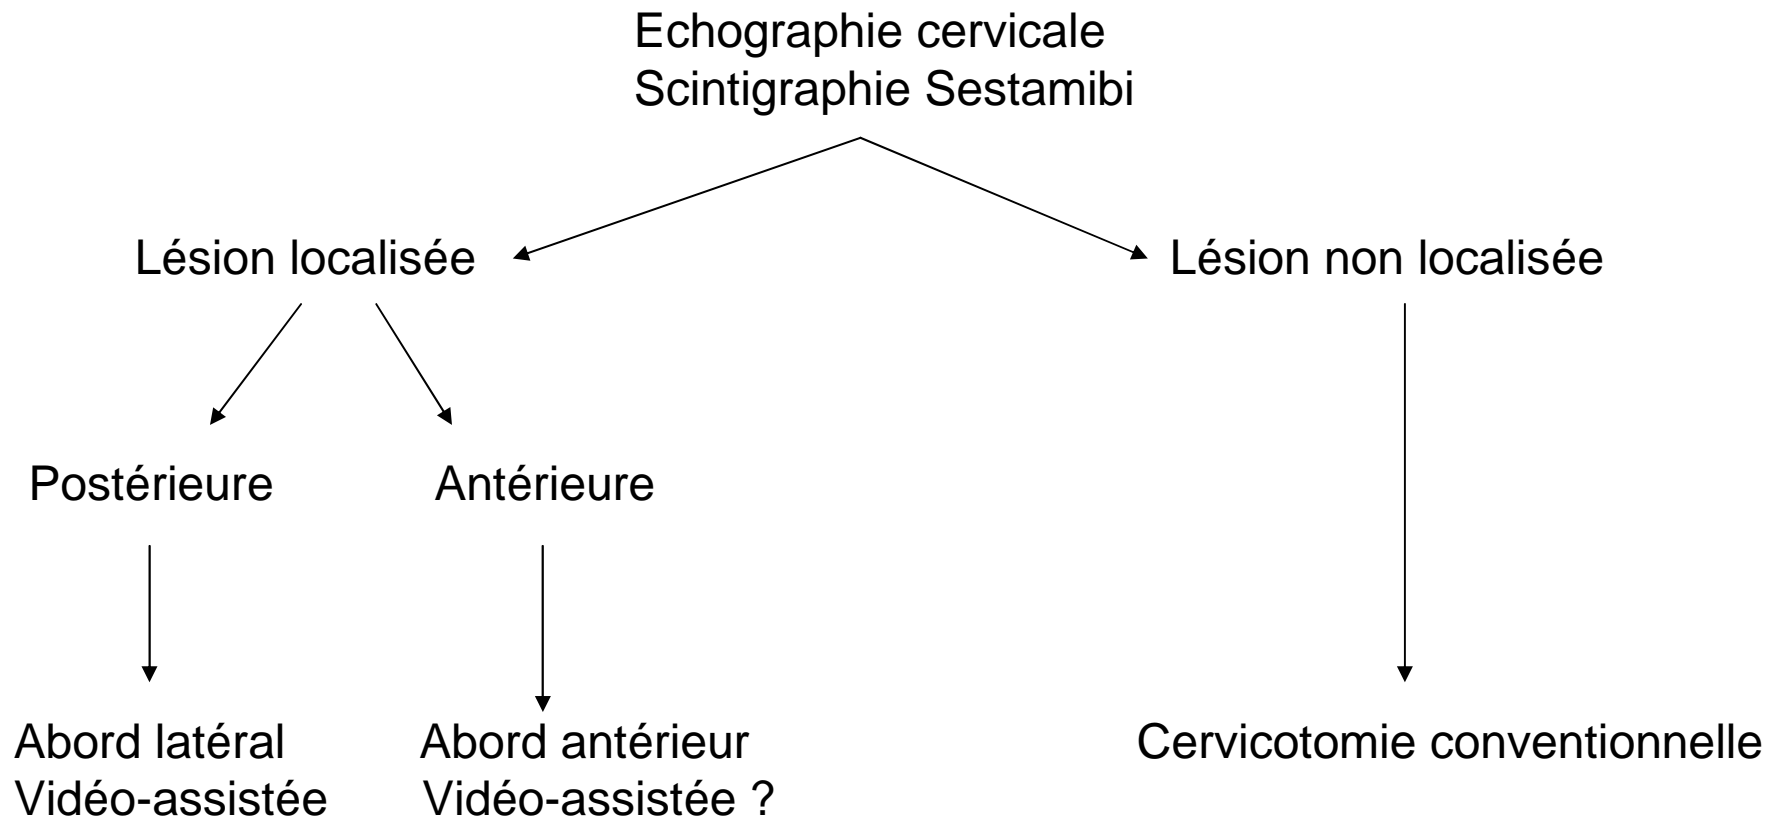 Echographie cervicale
Scintigraphie Sestamibi
Lésion localisée
Lésion non localisée
Postérieure
Antérieure
Abord latéral
Vidéo-assistée
Abord antérieur
Vidéo-assistée ?
Cervicotomie conventionnelle